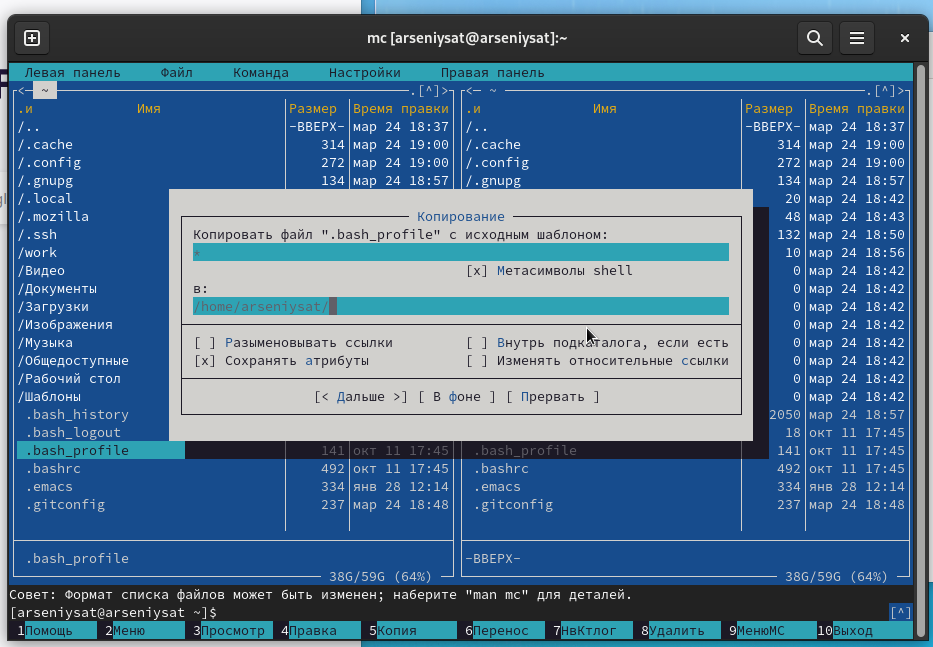 mc [arseniysat@arseniysat]:~
Левая панель Файл Команда Настройки Правая панель
<─ ~ .[^]> <─ ~ .[^]>
.и Имя Размер Время правки .и Имя Размер Время правки
/.. -ВВЕРХ- мар 24 18:37 /.. -ВВЕРХ- мар 24 18:37
/.cache 314 мар 24 19:00 /.cache 314 мар 24 19:00
/.config 272 мар 24 19:00 /.config 272 мар 24 19:00
/.gnupg 134 мар 24 18:57 /.gnupg 134 мар 24 18:57
/.local 20 мар 24 18:42
/.mozilla 48 мар 24 18:43
/.ssh 132 мар 24 18:50
/work 10 мар 24 18:56
/Видео 0 мар 24 18:42
/Документы 0 мар 24 18:42
/Загрузки 0 мар 24 18:42
/Изображения 0 мар 24 18:42
/Музыка 0 мар 24 18:42
/Общедоступные 0 мар 24 18:42
/Рабочий стол 0 мар 24 18:42
/Шаблоны 0 мар 24 18:42
.bash_history 2050 мар 24 18:57
.bash_logout 18 окт 11 17:45
.bash_profile 141 окт 11 17:45 .bash_profile 141 окт 11 17:45
.bashrc 492 окт 11 17:45 .bashrc 492 окт 11 17:45
.emacs 334 янв 28 12:14 .emacs 334 янв 28 12:14
.gitconfig 237 мар 24 18:48 .gitconfig 237 мар 24 18:48
Копирование
Копировать файл ".bash_profile" с исходным шаблоном:
*
[x] Метасимволы shell
в:
/home/arseniysat/
[ ] Разыменовывать ссылки [ ] Внутрь подкаталога, если есть
[x] Сохранять атрибуты [ ] Изменять относительные ссылки
[< Дальше >] [ В фоне ] [ Прервать ]
.bash_profile -ВВЕРХ-
38G/59G (64%) 38G/59G (64%)
Совет: Формат списка файлов может быть изменен; наберите "man mc" для деталей.
[arseniysat@arseniysat ~]$ [^]
1Помощь 2Меню 3Просмотр 4Правка 5Копия 6Перенос 7НвКтлог 8Удалить 9МенюМС 10Выход